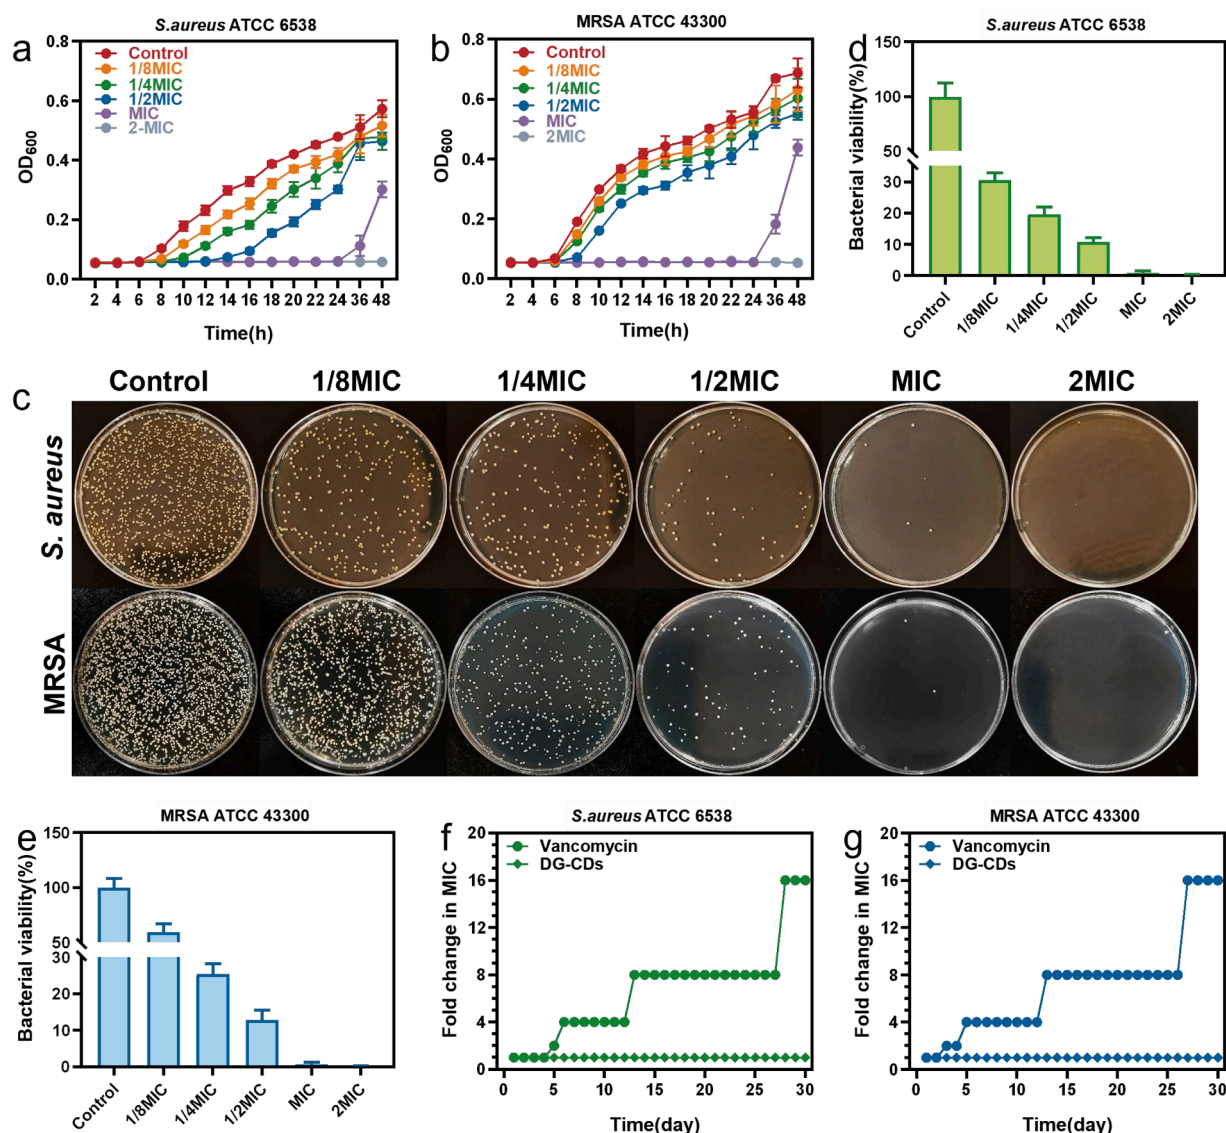 a
S.aureus ATCC 6538
OD600
0.8
0.6
0.4
0.2
0.0
Control
1/8MIC
1/4MIC
1/2MIC
MIC
2-MIC
2 4 6 8 10 12 14 16 18 20 22 24 36 48
Time(h)
b
MRSA ATCC 43300
OD600
0.8
0.6
0.4
0.2
0.0
Control
1/8MIC
1/4MIC
1/2MIC
MIC
2MIC
2 4 6 8 10 12 14 16 18 20 22 24 36 48
Time(h)
d
S.aureus ATCC 6538
Bacterial viability(%)
150
100
50
30
20
10
0
Control 1/8MIC 1/4MIC 1/2MIC MIC 2MIC
c
Control 1/8MIC 1/4MIC 1/2MIC MIC 2MIC
S. aureus
MRSA
e
MRSA ATCC 43300
Bacterial viability(%)
150
100
50
30
20
10
0
Control 1/8MIC 1/4MIC 1/2MIC MIC 2MIC
f
S.aureus ATCC 6538
Fold change in MIC
20
16
12
8
4
0
Vancomycin
DG-CDs
0 5 10 15 20 25 30
Time(day)
g
MRSA ATCC 43300
Fold change in MIC
20
16
12
8
4
0
Vancomycin
DG-CDs
0 5 10 15 20 25 30
Time(day)